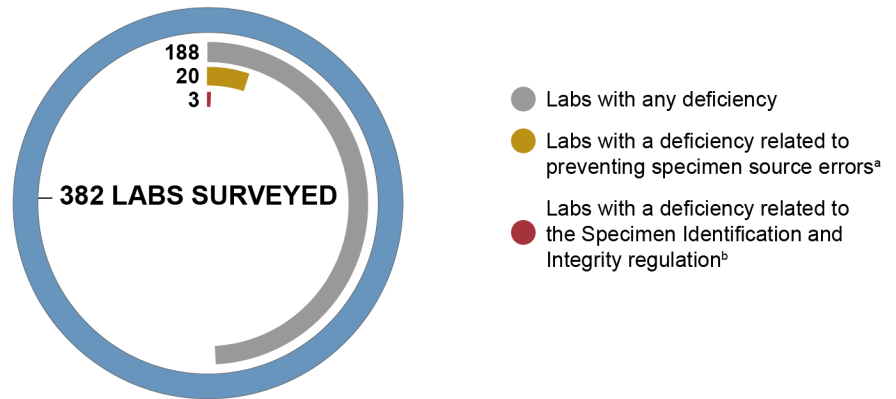 188
20
3
382 LABS SURVEYED
Labs with any deficiency
Labs with a deficiency related to
preventing specimen source errorsᵃ
Labs with a deficiency related to
the Specimen Identification and
Integrity regulationᵇ